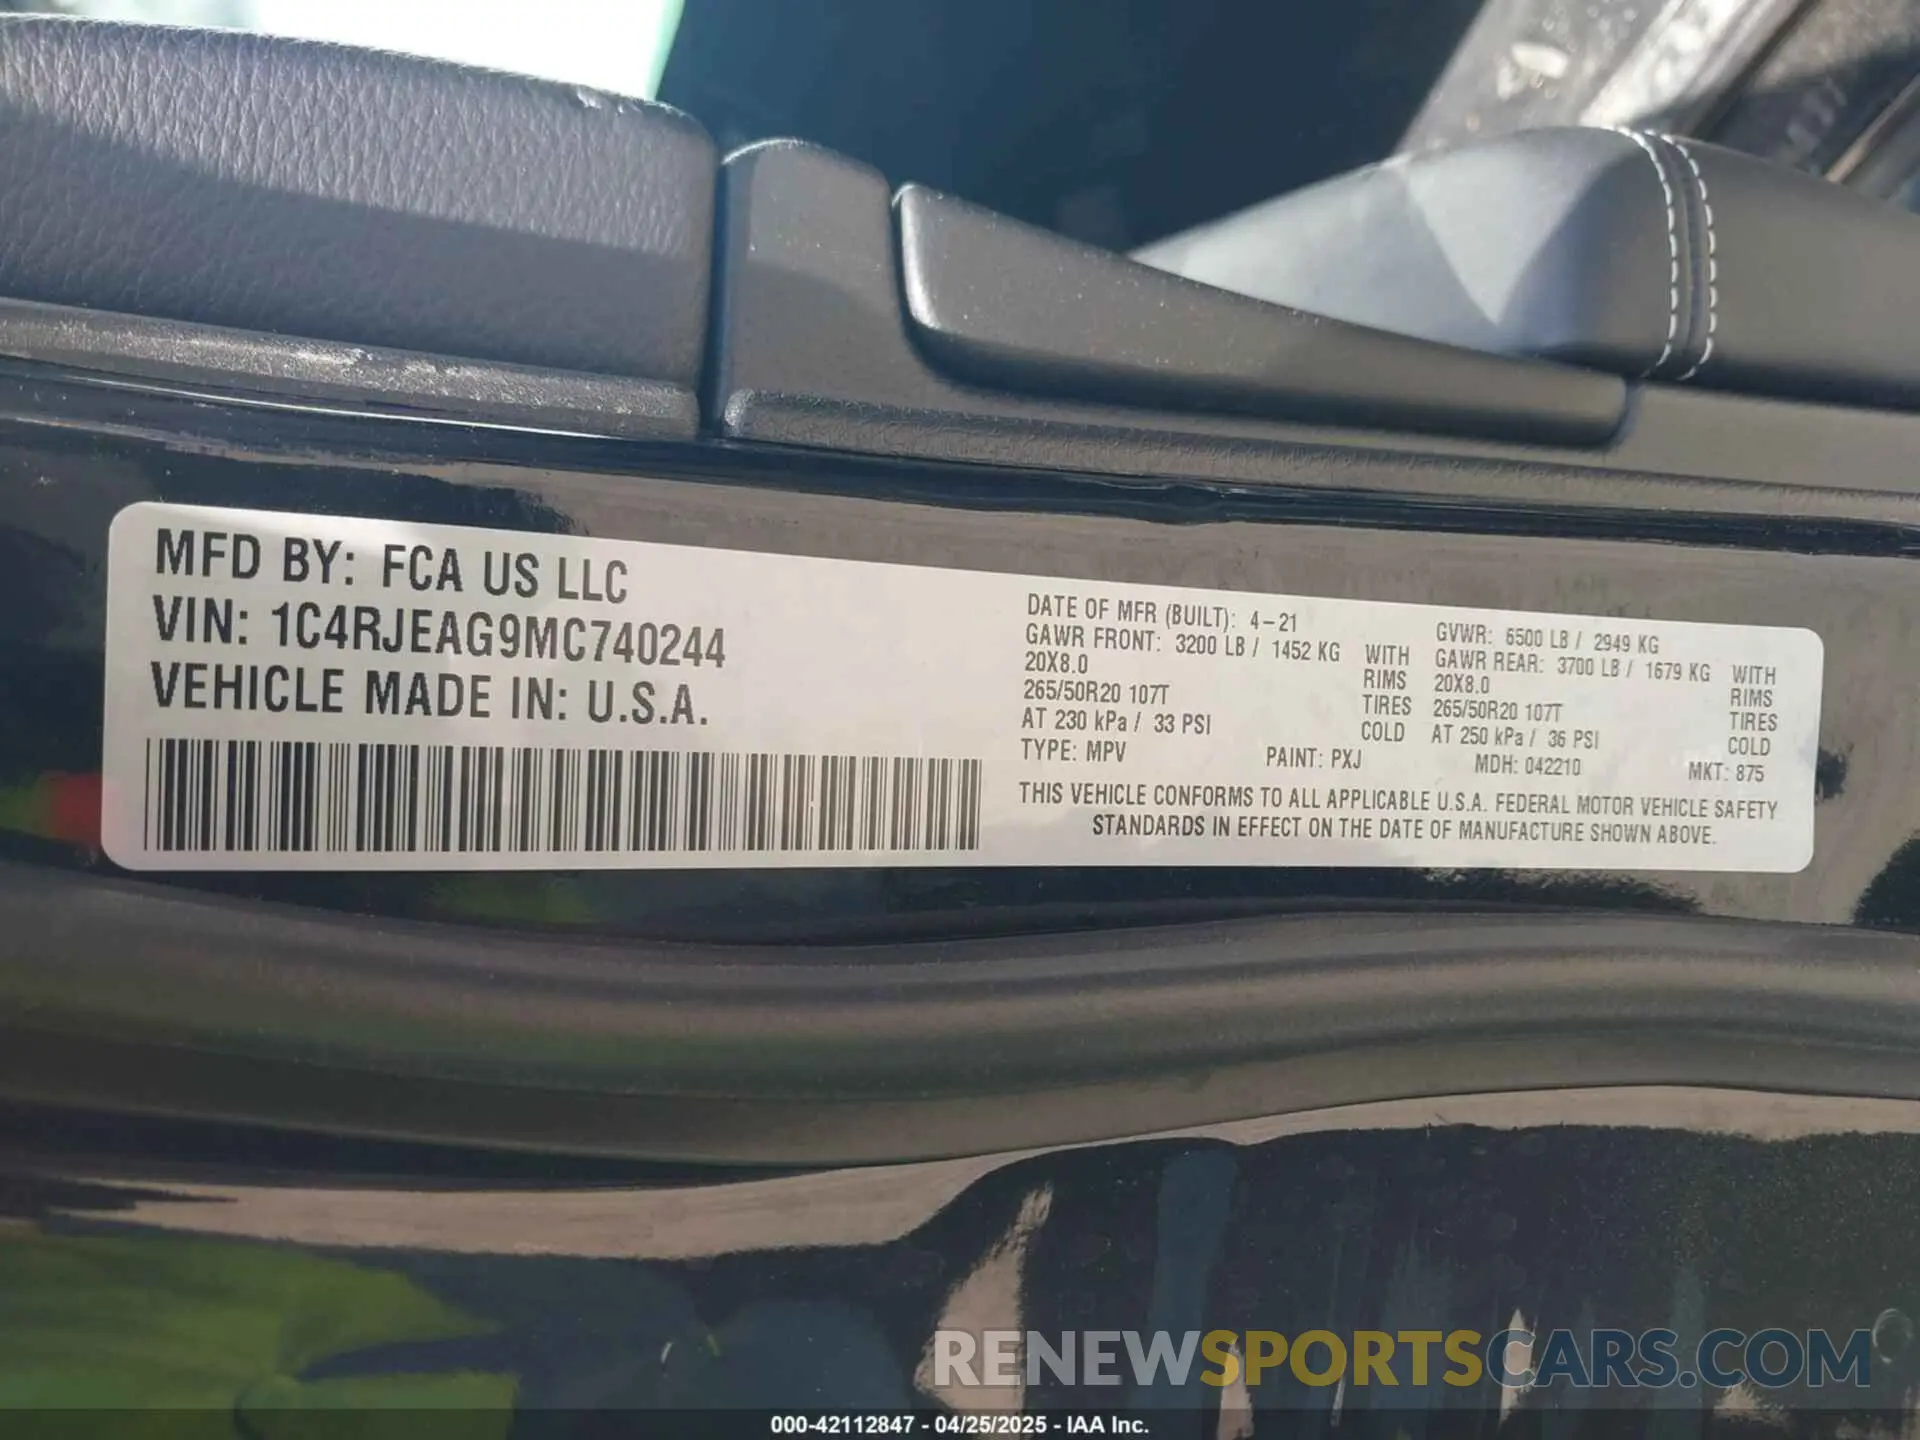 MFD BY: FCA US LLC
VIN: 1C4RJEAG9MC740244
VEHICLE MADE IN: U.S.A.
DATE OF MFR (BUILT): 4-21
GAWR FRONT: 3200 LB / 1452 KG WITH
20X8.0 RIMS
265/50R20 107T TIRES
AT 230 kPa / 33 PSI COLD
GVWR: 6500 LB / 2949 KG
GAWR REAR: 3700 LB / 1679 KG WITH
20X8.0 RIMS
265/50R20 107T TIRES
AT 250 kPa / 36 PSI COLD
TYPE: MPV PAINT: PXJ MDH: 042210 MKT: 875
THIS VEHICLE CONFORMS TO ALL APPLICABLE U.S.A. FEDERAL MOTOR VEHICLE SAFETY
STANDARDS IN EFFECT ON THE DATE OF MANUFACTURE SHOWN ABOVE.
RENEWSPORTSCARS.COM
000-42112847 - 04/25/2025 - IAA Inc.